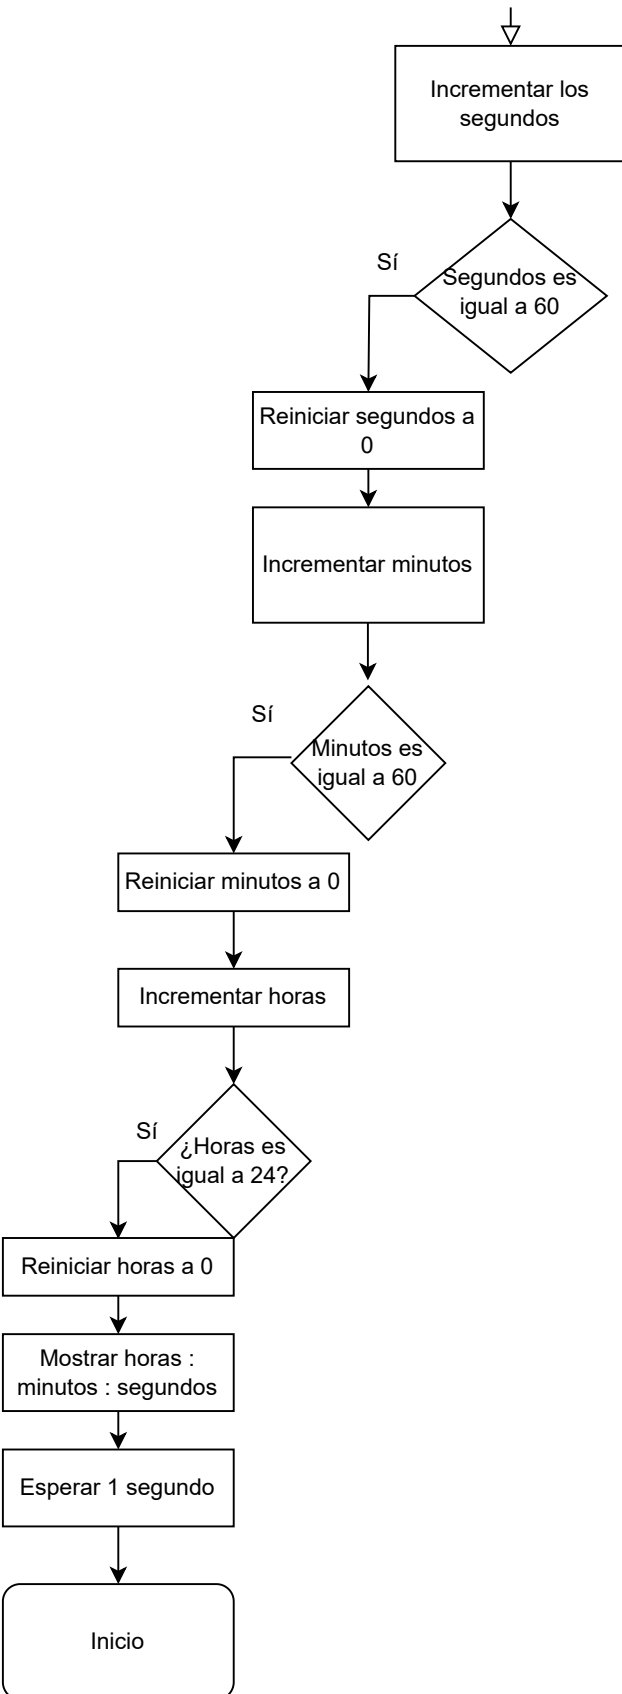 Incrementar los
segundos
Sí
Segundos es
igual a 60
Reiniciar segundos a
0
Incrementar minutos
Sí
Minutos es
igual a 60
Reiniciar minutos a 0
Incrementar horas
Sí
¿Horas es
igual a 24?
Reiniciar horas a 0
Mostrar horas :
minutos : segundos
Esperar 1 segundo
Inicio